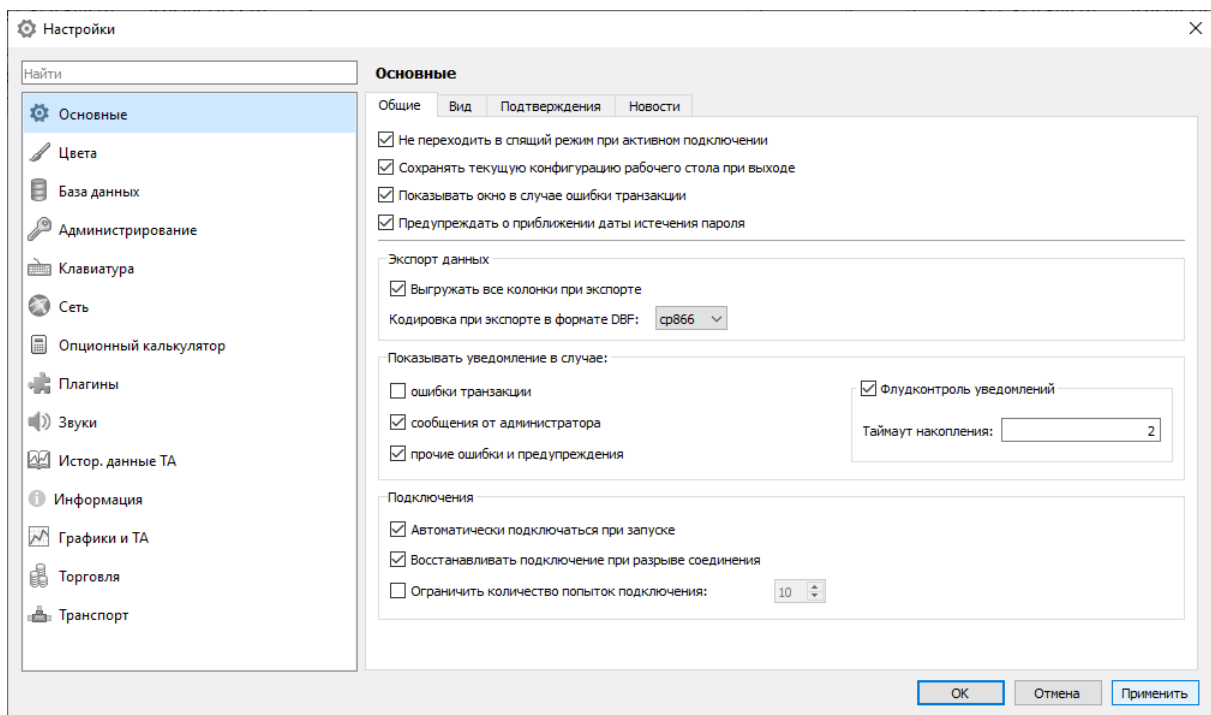 Настройки
Найти
Основные
Цвета
База данных
Администрирование
Клавиатура
Сеть
Опционный калькулятор
Плагины
Звуки
Истор. данные ТА
Информация
Графики и ТА
Торговля
Транспорт
Основные
Общие Вид Подтверждения Новости
Не переходить в спящий режим при активном подключении
Сохранять текущую конфигурацию рабочего стола при выходе
Показывать окно в случае ошибки транзакции
Предупреждать о приближении даты истечения пароля
Экспорт данных
Выгружать все колонки при экспорте
Кодировка при экспорте в формате DBF: cp866
Показывать уведомление в случае:
ошибки транзакции
сообщения от администратора
прочие ошибки и предупреждения
Флудконтроль уведомлений
Таймаут накопления: 2
Подключения
Автоматически подключаться при запуске
Восстанавливать подключение при разрыве соединения
Ограничить количество попыток подключения: 10
OK Отмена Применить